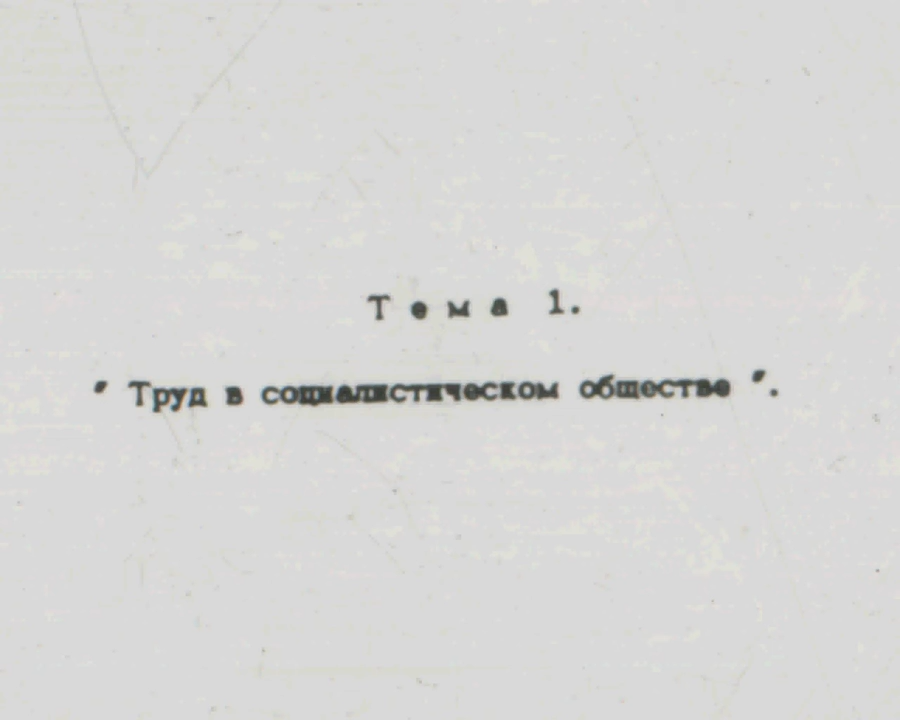 Т е м а 1.
" Труд в социалистическом обществе ".